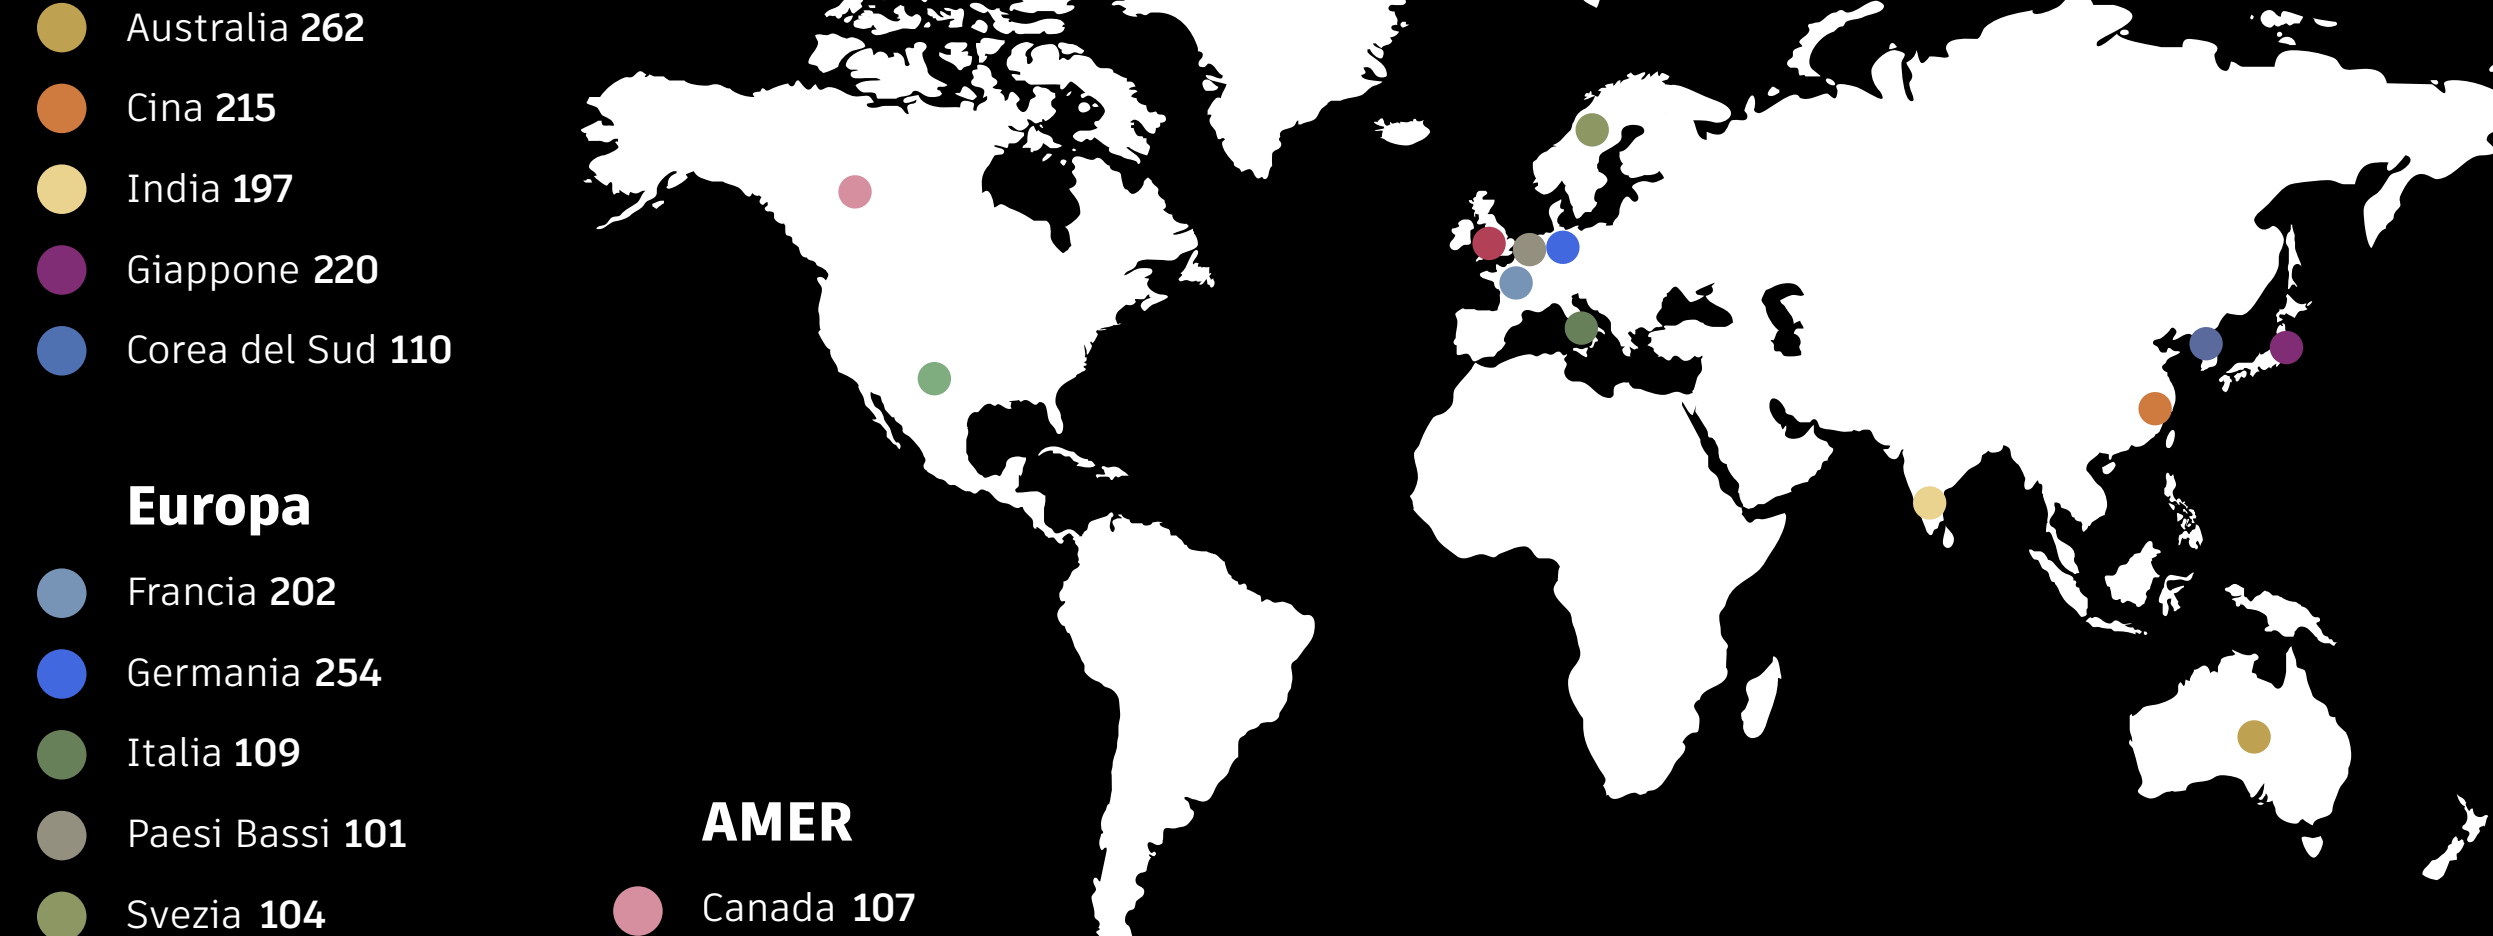 Australia 262
Cina 215
India 197
Giappone 220
Corea del Sud 110
Europa
Francia 202
Germania 254
Italia 109
Paesi Bassi 101
Svezia 104
AMER
Canada 107